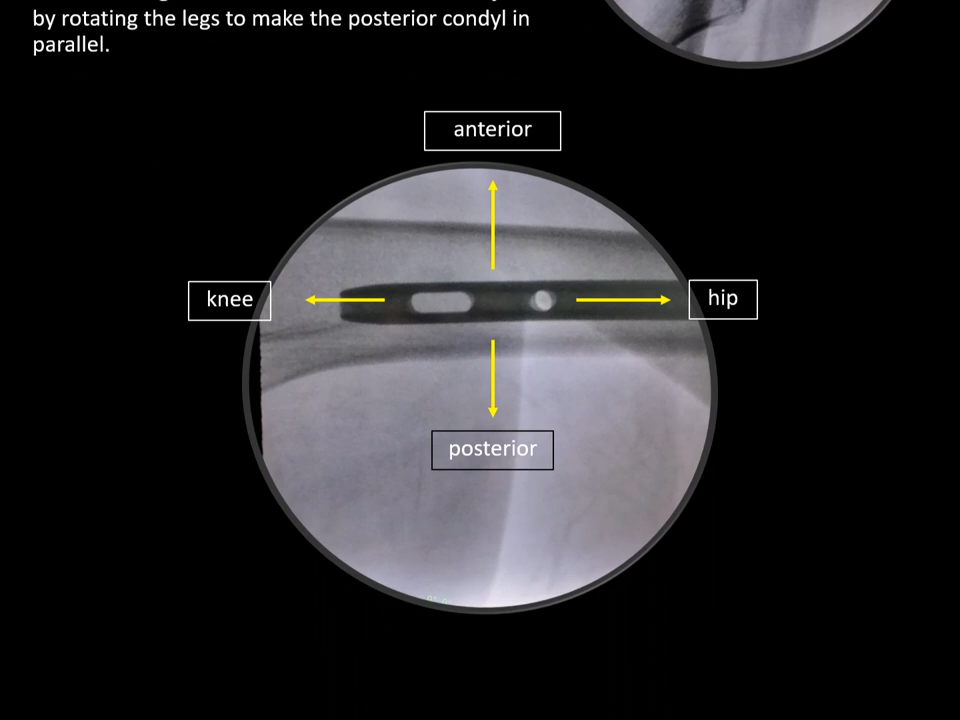 by rotating the legs to make the posterior condyl in
parallel.
anterior
knee
hip
posterior